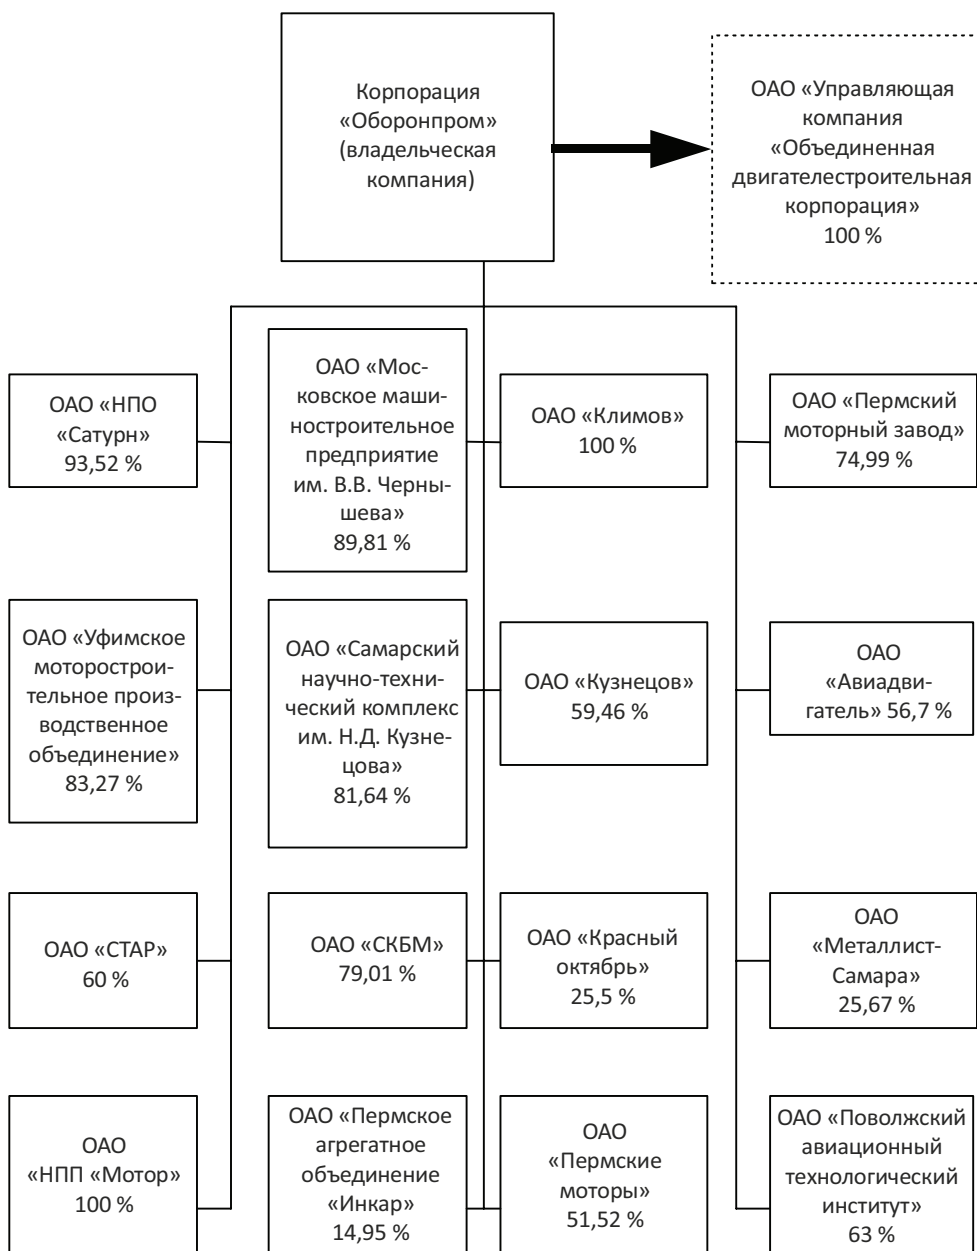 Корпорация
«Оборонпром»
(владельческая
компания)
ОАО «Управляющая
компания
«Объединенная
двигателестроительная
корпорация»
100 %
ОАО «НПО
«Сатурн»
93,52 %
ОАО «Мос-
ковское маши-
ностроительное
предприятие
им. В.В. Черны-
шева»
89,81 %
ОАО «Климов»
100 %
ОАО «Пермский
моторный завод»
74,99 %
ОАО «Уфимское
моторострои-
тельное произ-
водственное
объединение»
83,27 %
ОАО «Самарский
научно-техни-
ческий комплекс
им. Н.Д. Кузне-
цова»
81,64 %
ОАО «Кузнецов»
59,46 %
ОАО
«Авиадви-
гатель» 56,7 %
ОАО «СТАР»
60 %
ОАО «СКБМ»
79,01 %
ОАО «Красный
октябрь»
25,5 %
ОАО
«Металлист-
Самара»
25,67 %
ОАО
«НПП «Мотор»
100 %
ОАО «Пермское
агрегатное
объединение
«Инкар»
14,95 %
ОАО
«Пермские
моторы»
51,52 %
ОАО «Поволжский
авиационный
технологический
институт»
63 %